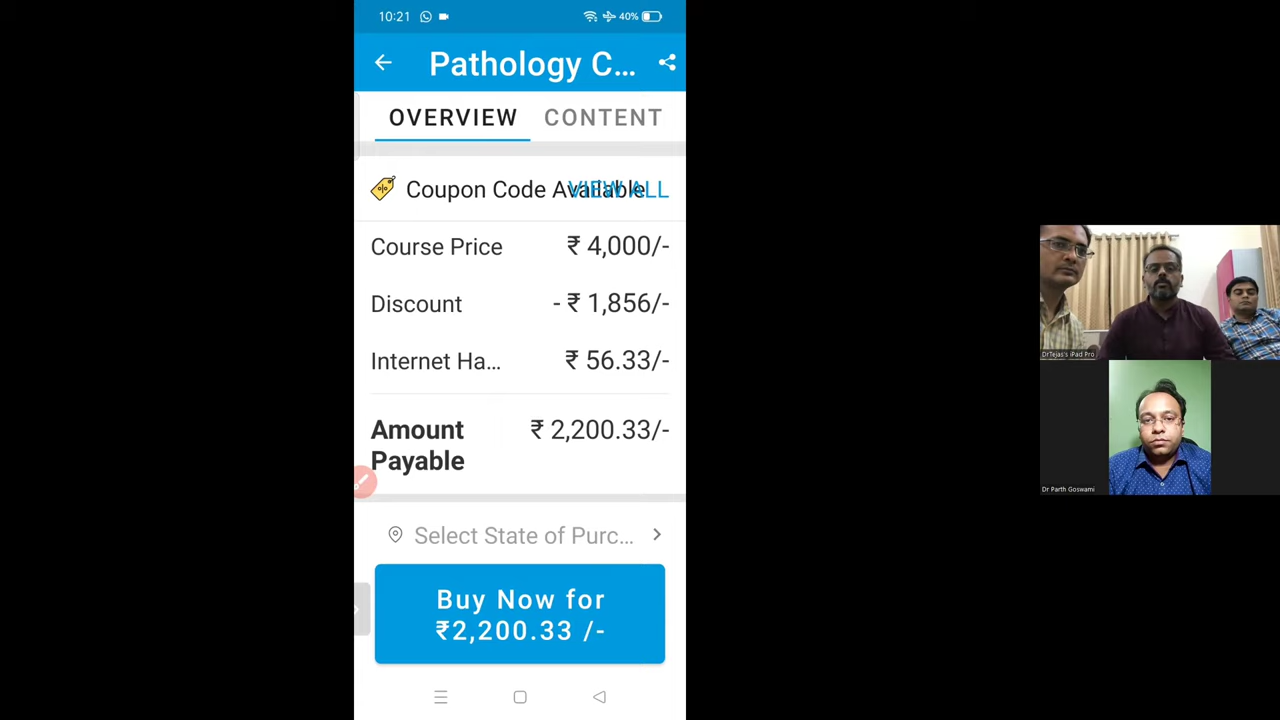 10:21 40%
Pathology C...
OVERVIEW CONTENT
Coupon Code Available VIEW ALL
Course Price ₹ 4,000/-
Discount - ₹ 1,856/-
Internet Ha... ₹ 56.33/-
Amount Payable ₹ 2,200.33/-
Select State of Purc...
Buy Now for
₹2,200.33 /-
DrTejas's iPad Pro
Dr Parth Goswami